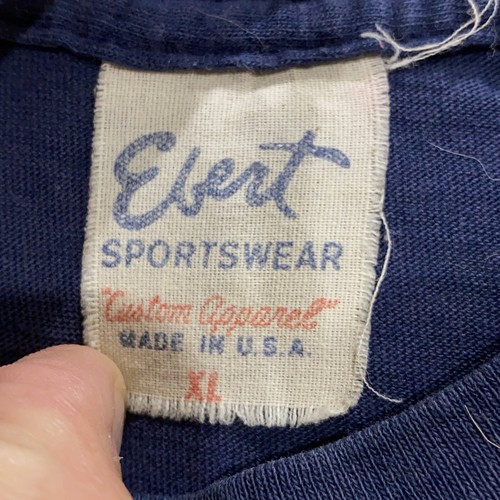 Ebert
SPORTSWEAR
"Custom Apparel"
MADE IN U.S.A.
XL